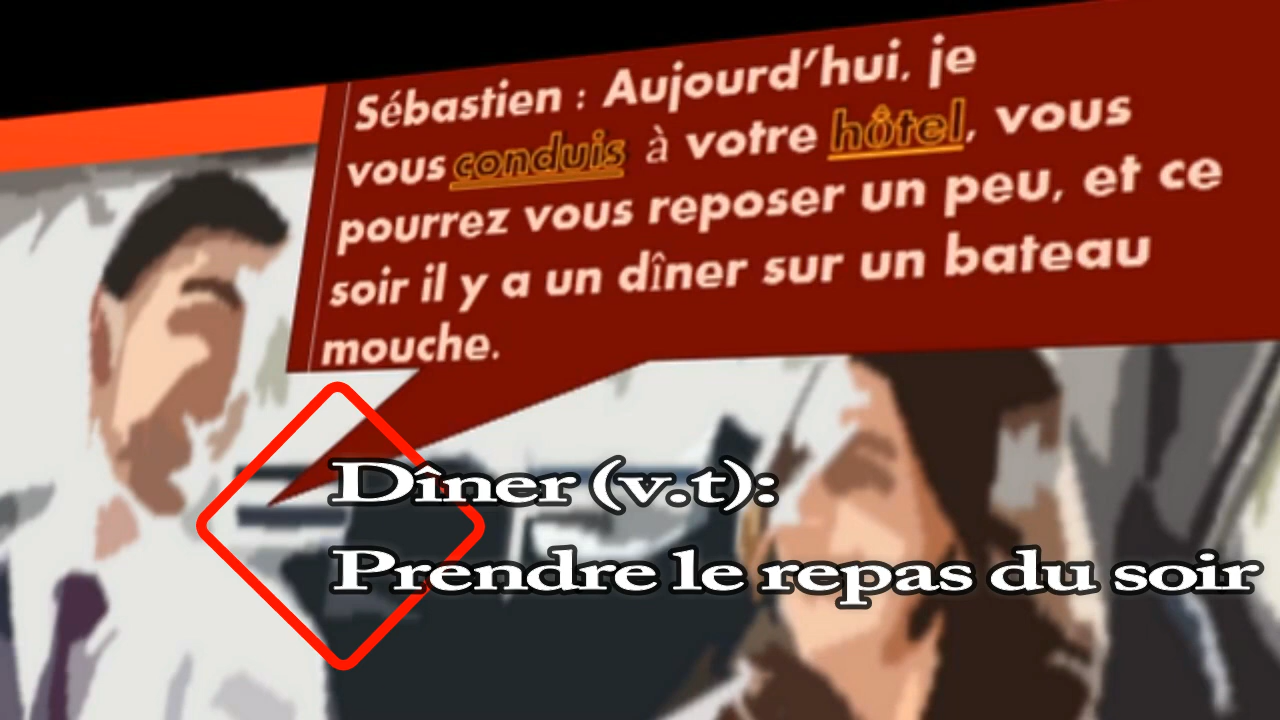 Sébastien : Aujourd'hui, je
vous conduis à votre hôtel, vous
pourrez vous reposer un peu, et ce
soir il y a un dîner sur un bateau
mouche.
Dîner (v.t):
Prendre le repas du soir